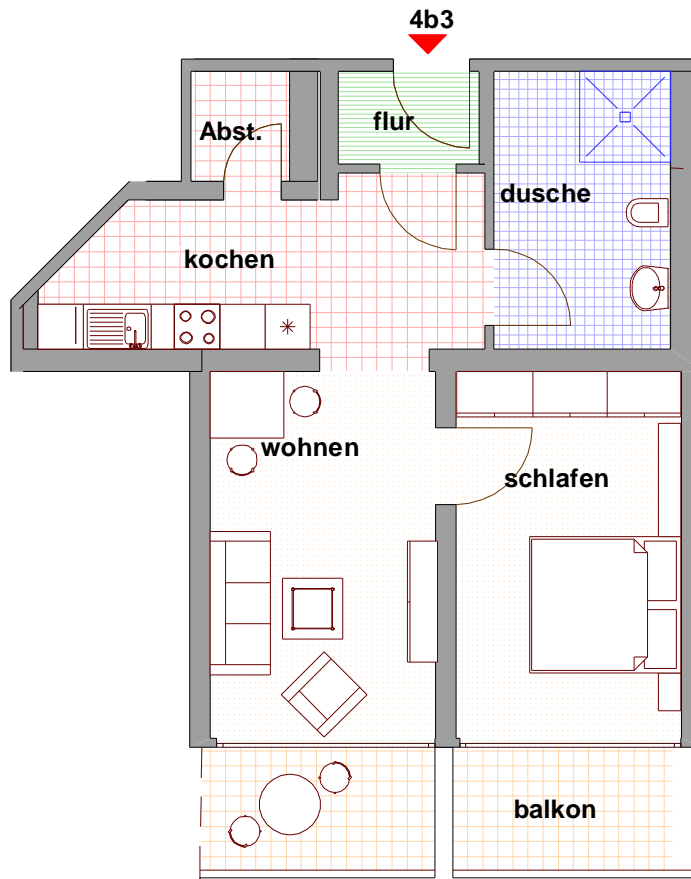 4b3
Abst.
flur
dusche
kochen
wohnen
schlafen
balkon